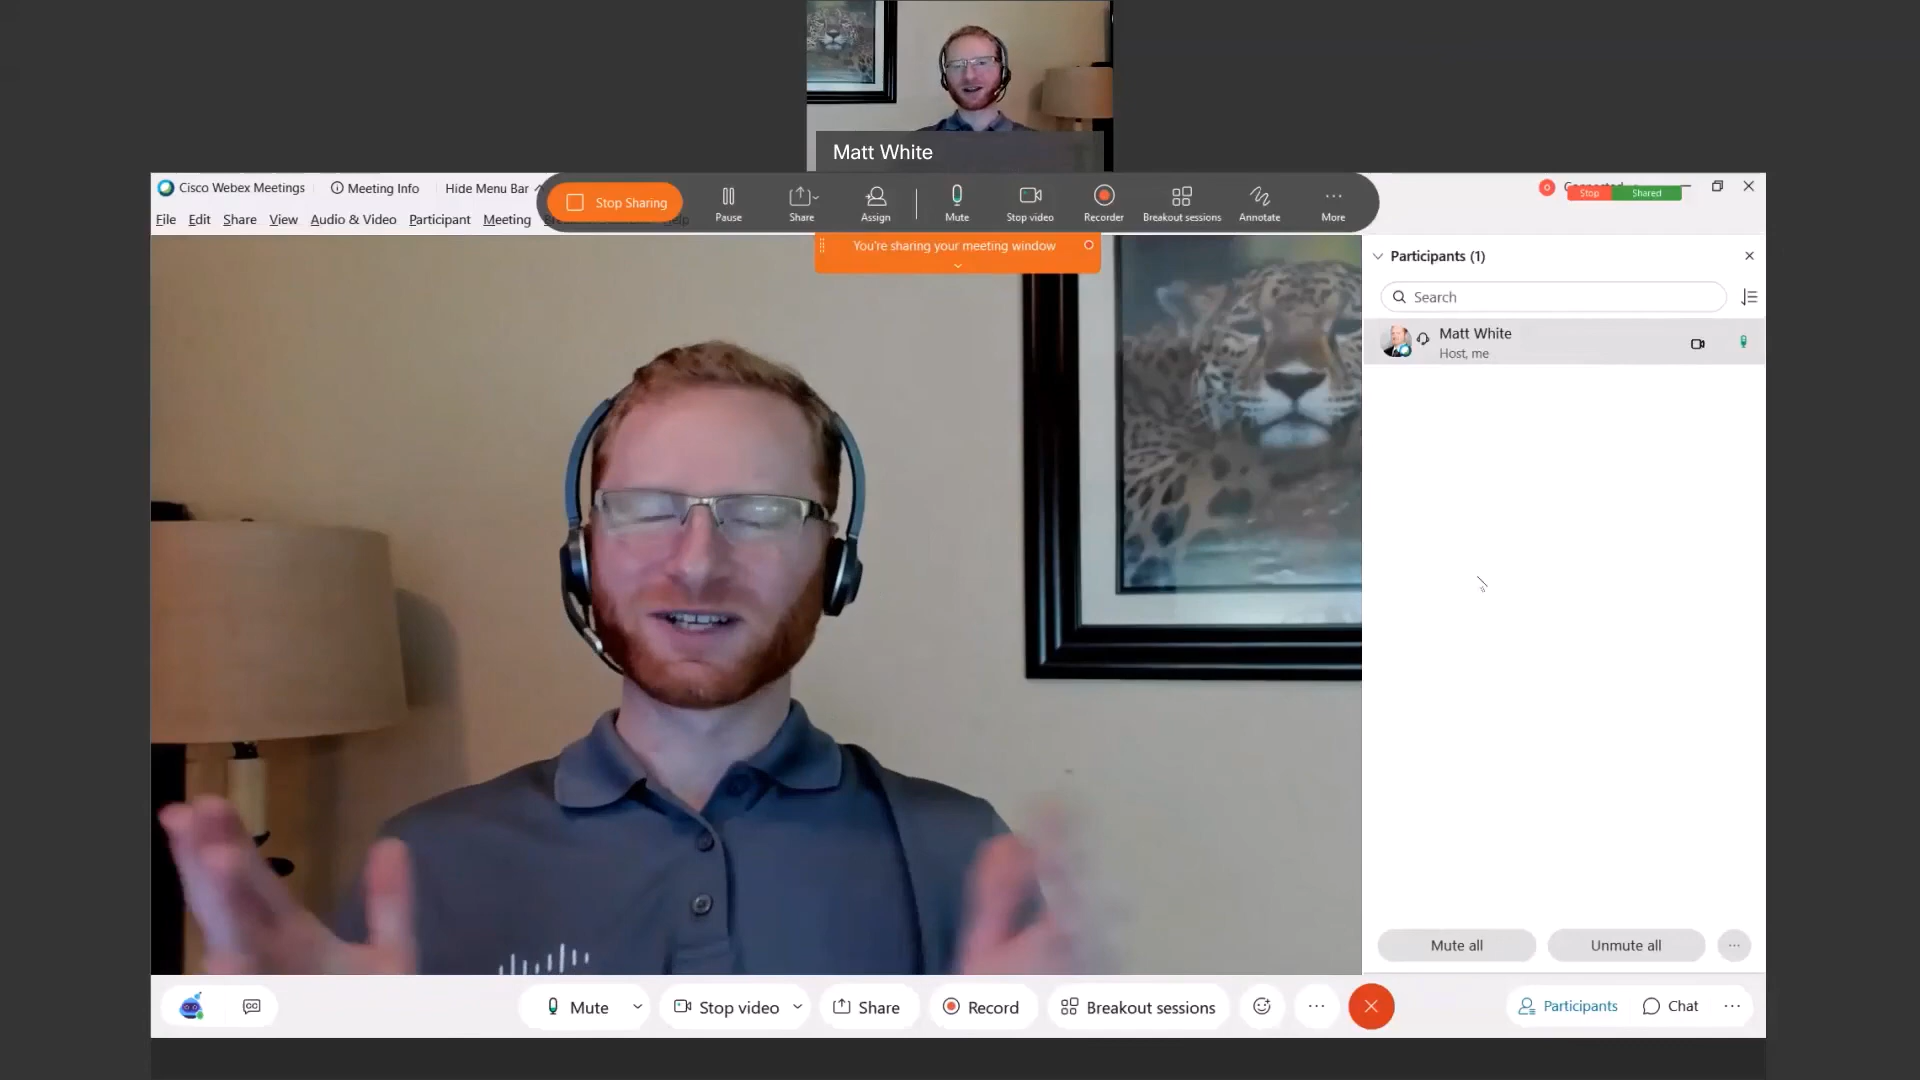 Matt White
Cisco Webex Meetings
Meeting Info
Hide Menu Bar
Stop Sharing
Pause
Share
Assign
Mute
Stop video
Recorder
Breakout sessions
Annotate
More
Stop
Shared
File
Edit
Share
View
Audio & Video
Participant
Meeting
You're sharing your meeting window
Participants (1)
Search
Matt White
Host, me
Mute all
Unmute all
CC
Mute
Stop video
Share
Record
Breakout sessions
Participants
Chat